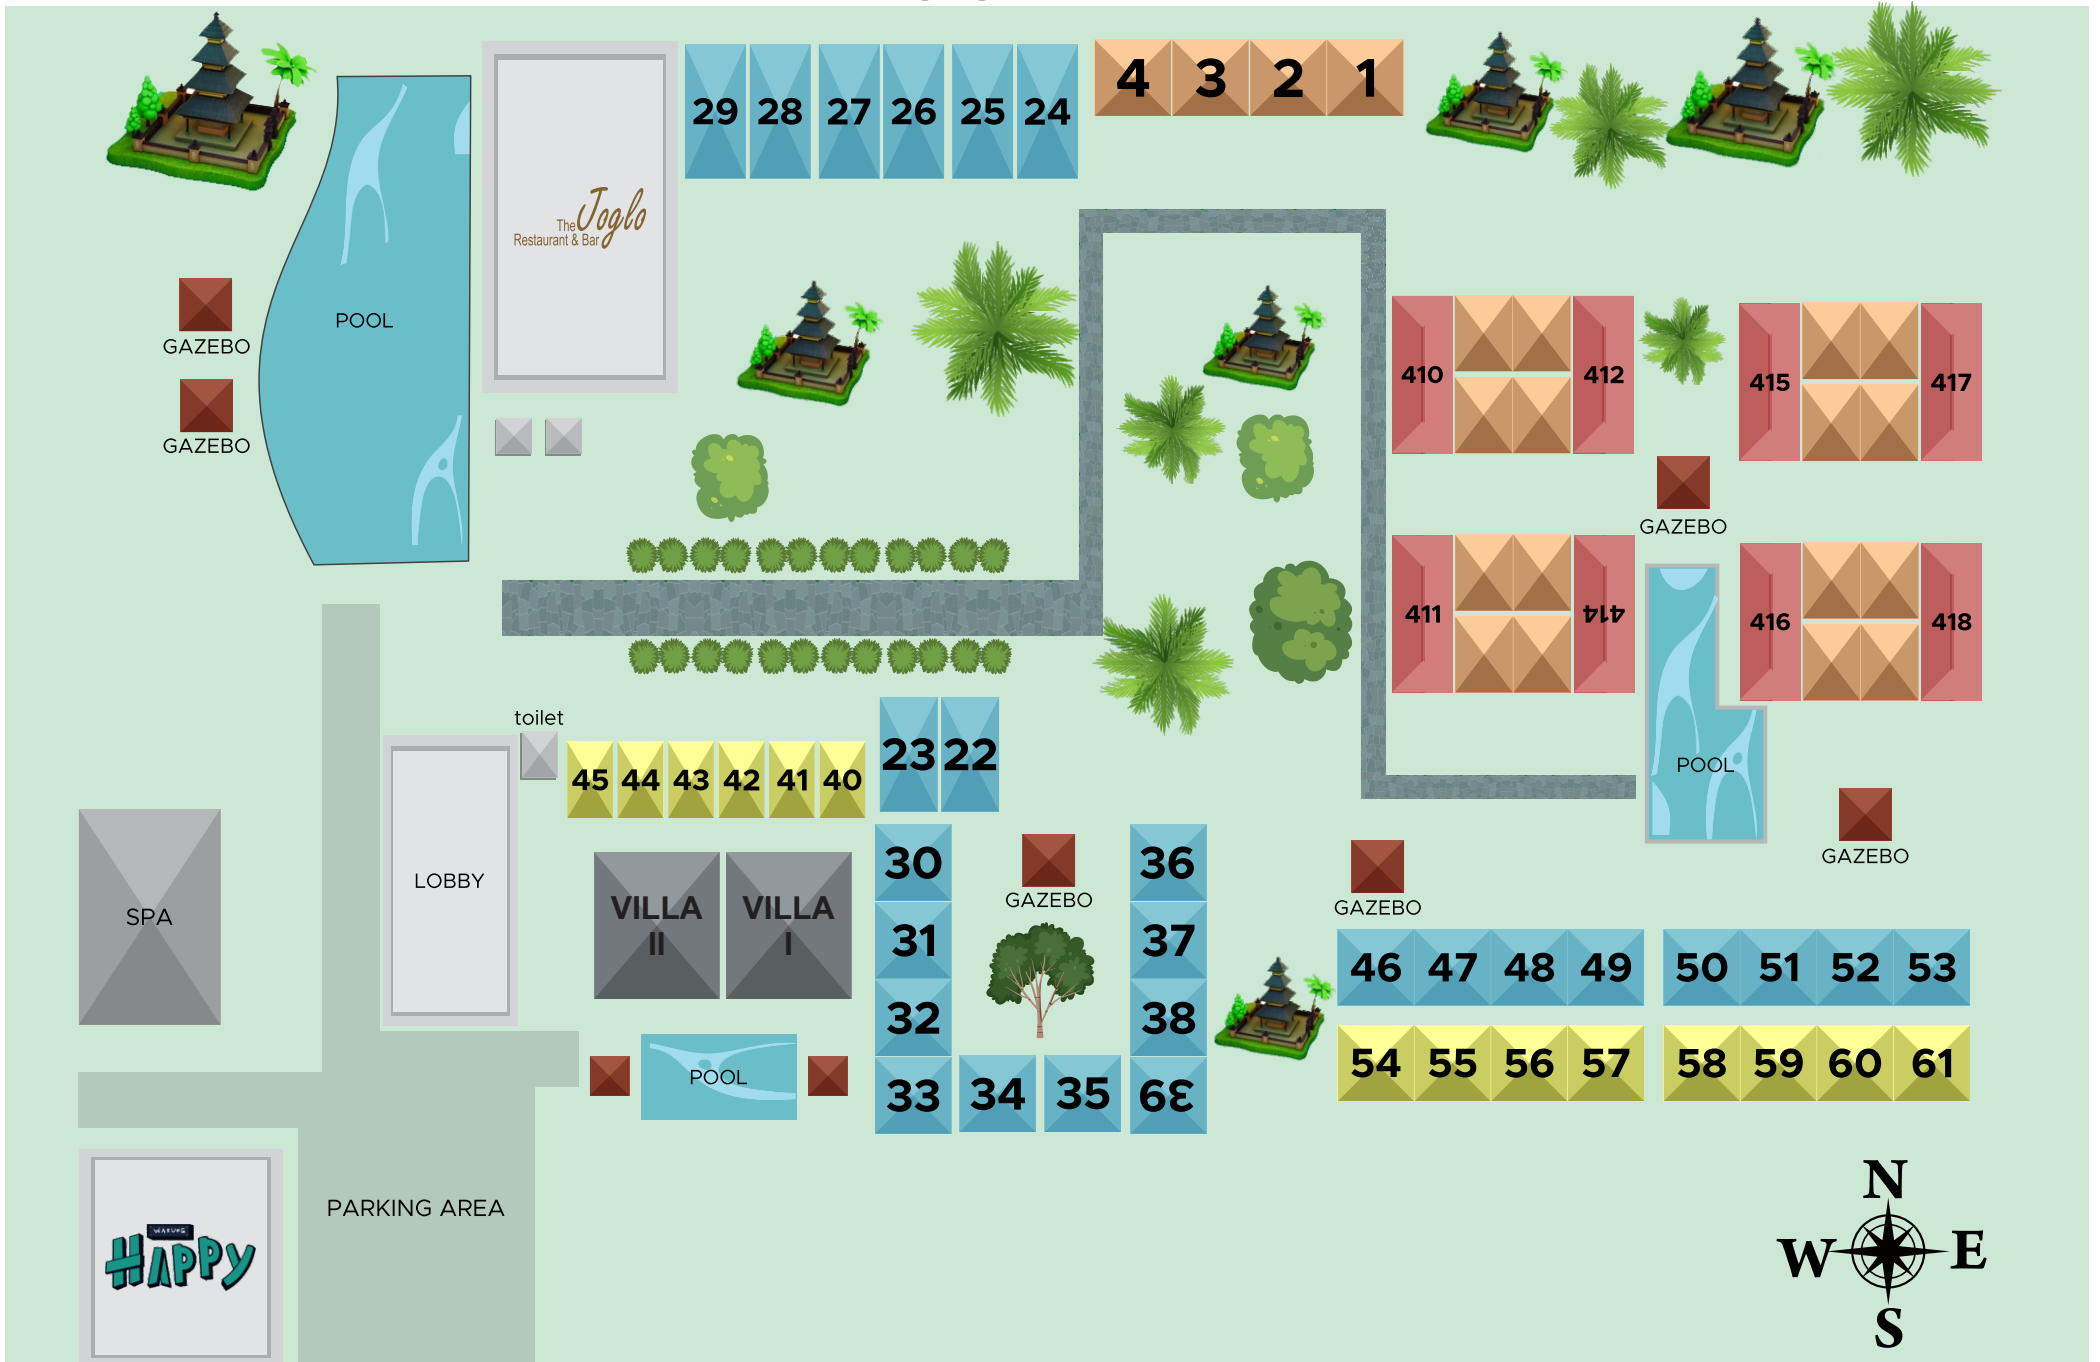 29 28 27 26 25 24
4 3 2 1
The Joglo
Restaurant & Bar
POOL
GAZEBO
GAZEBO
410 412 415 417
GAZEBO
411 414 416 418
toilet
23 22
45 44 43 42 41 40
POOL
GAZEBO
LOBBY
SPA
VILLA
II
VILLA
I
30 36
GAZEBO
GAZEBO
31 37
32 38
33 34 35 39
46 47 48 49 50 51 52 53
54 55 56 57 58 59 60 61
POOL
PARKING AREA
WARUNG
HAPPY
N
W E
S